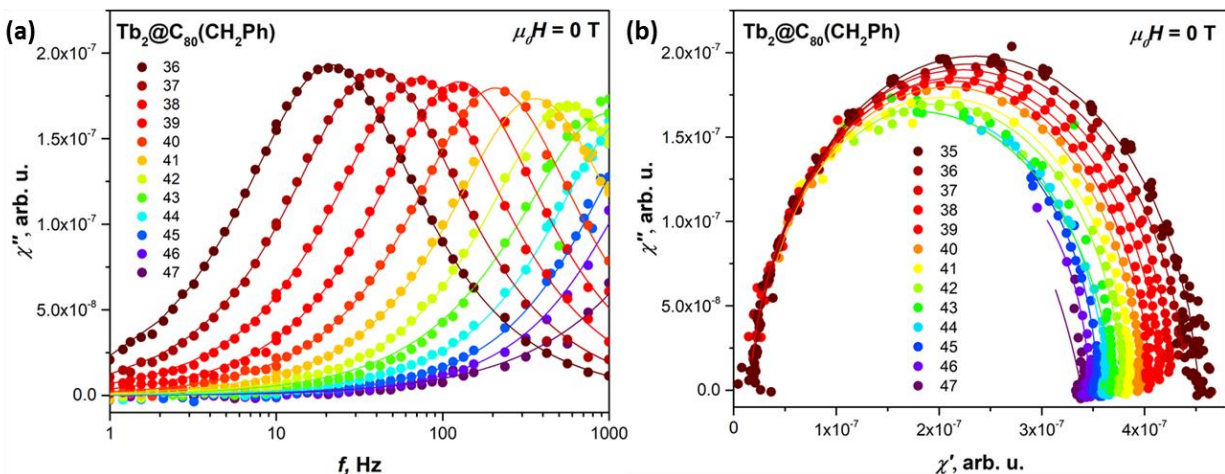 (a)
Tb₂@C₈₀(CH₂Ph)
μ₀H = 0 T
2.0x10⁻⁷
1.5x10⁻⁷
1.0x10⁻⁷
5.0x10⁻⁸
0.0
χ″, arb. u.
36
37
38
39
40
41
42
43
44
45
46
47
1
10
100
1000
f, Hz
(b)
Tb₂@C₈₀(CH₂Ph)
μ₀H = 0 T
2.0x10⁻⁷
1.5x10⁻⁷
1.0x10⁻⁷
5.0x10⁻⁸
0.0
χ″, arb. u.
35
36
37
38
39
40
41
42
43
44
45
46
47
0
1x10⁻⁷
2x10⁻⁷
3x10⁻⁷
4x10⁻⁷
χ′, arb. u.